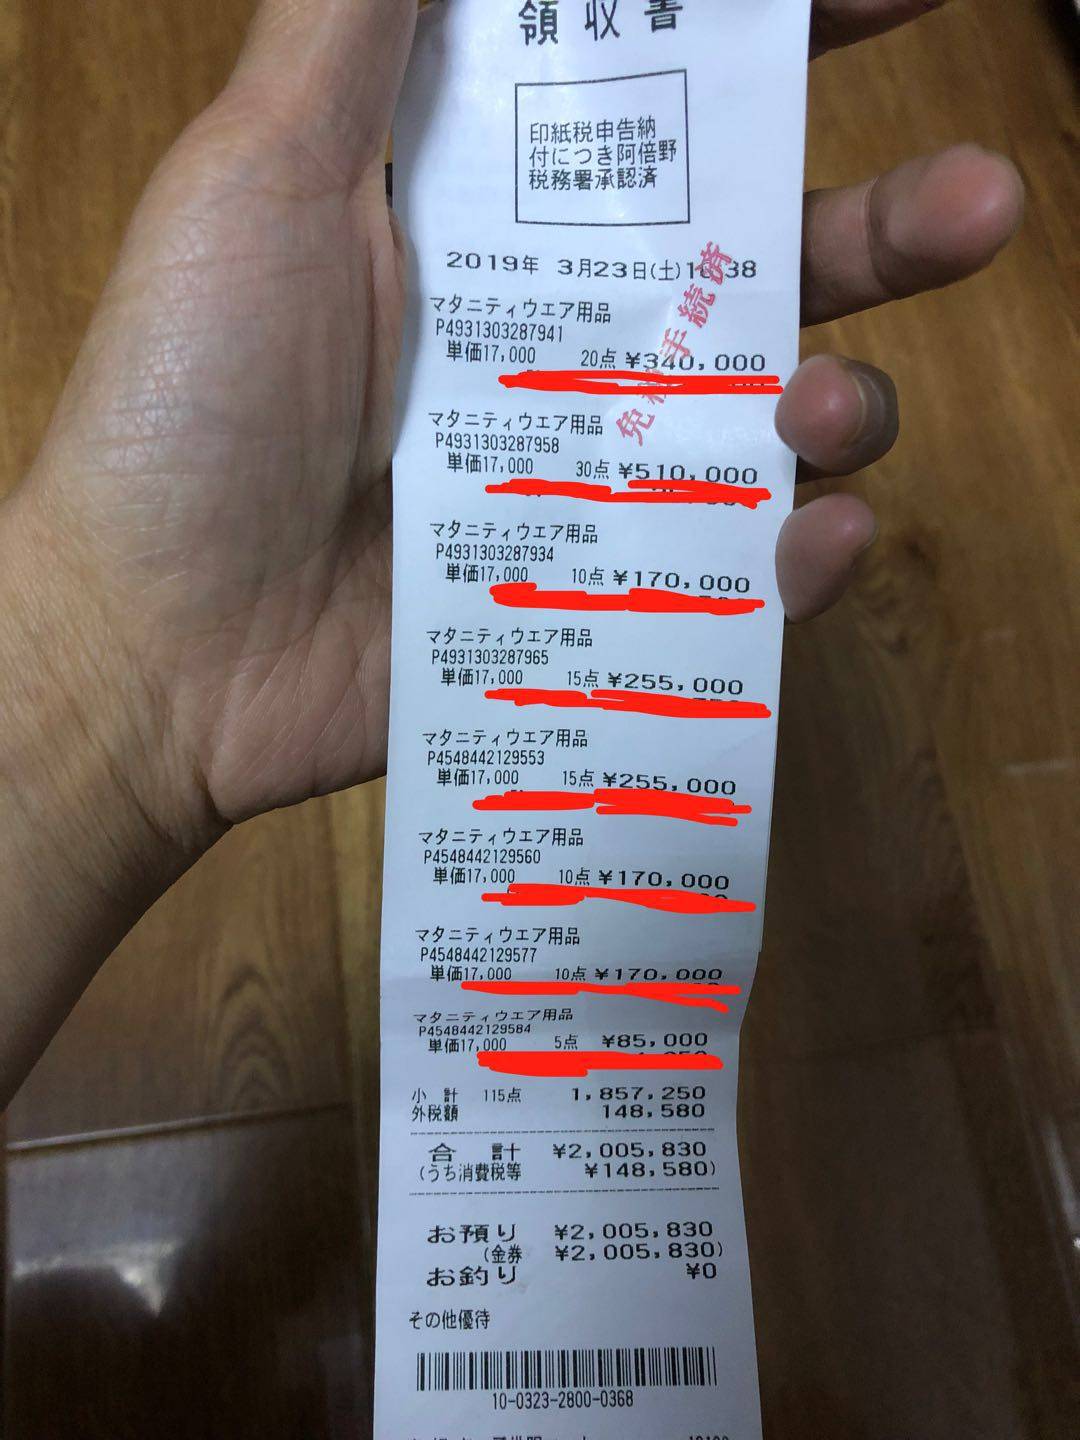 領収書
印紙税申告納
付につき阿倍野
税務署承認済
2019年 3月23日(土)
免税手続済
マタニティウエア用品
P4931303287941
単価17,000 20点 ¥340,000
マタニティウエア用品
P4931303287958
単価17,000 30点 ¥510,000
マタニティウエア用品
P4931303287934
単価17,000 10点 ¥170,000
マタニティウエア用品
P4931303287965
単価17,000 15点 ¥255,000
マタニティウエア用品
P4548442129553
単価17,000 15点 ¥255,000
マタニティウエア用品
P4548442129560
単価17,000 10点 ¥170,000
マタニティウエア用品
P4548442129577
単価17,000 10点 ¥170,000
マタニティウエア用品
P4548442129584
単価17,000 5点 ¥85,000
小計 115点 1,857,250
外税額 148,580
合計 ¥2,005,830
(うち消費税等 ¥148,580)
お預り ¥2,005,830
(金券 ¥2,005,830)
お釣り ¥0
その他優待
10-0323-2800-0368